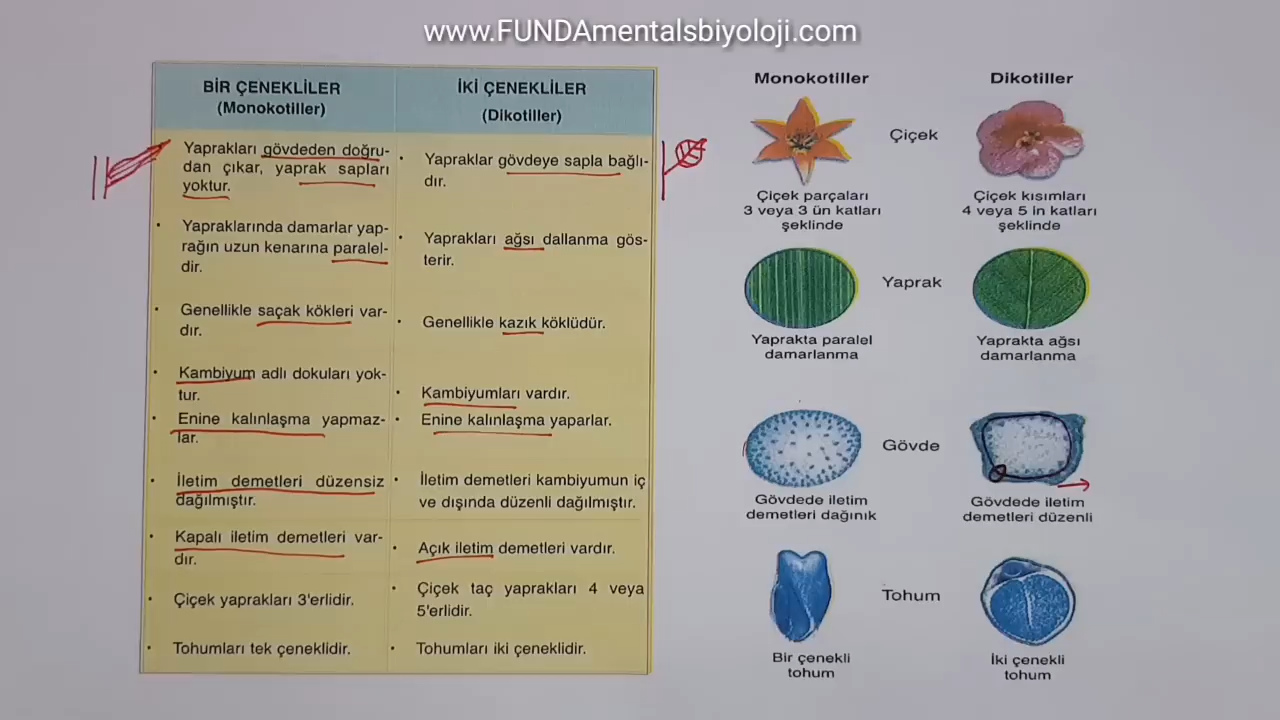 www.FUNDAmentalsbiyoloji.com
BİR ÇENEKLİLER
(Monokotiller)
Yaprakları gövdeden doğru-
dan çıkar, yaprak sapları
yoktur.
• Yapraklarında damarlar yap-
rağın uzun kenarına paralel-
dir.
• Genellikle saçak kökleri var-
dır.
• Kambiyum adlı dokuları yok-
tur.
• Enine kalınlaşma yapmaz-
lar.
• İletim demetleri düzensiz
dağılmıştır.
• Kapalı iletim demetleri var-
dır.
• Çiçek yaprakları 3'erlidir.
• Tohumları tek çeneklidir.
İKİ ÇENEKLİLER
(Dikotiller)
• Yapraklar gövdeye sapla bağlı-
dır.
• Yaprakları ağsı dallanma gös-
terir.
• Genellikle kazık köklüdür.
• Kambiyumları vardır.
• Enine kalınlaşma yaparlar.
• İletim demetleri kambiyumun iç
ve dışında düzenli dağılmıştır.
• Açık iletim demetleri vardır.
• Çiçek taç yaprakları 4 veya
5'erlidir.
• Tohumları iki çeneklidir.
Monokotiller
Dikotiller
Çiçek
Çiçek parçaları
3 veya 3 ün katları
şeklinde
Çiçek kısımları
4 veya 5 in katları
şeklinde
Yaprak
Yaprakta paralel
damarlanma
Yaprakta ağsı
damarlanma
Gövde
Gövdede iletim
demetleri dağınık
Gövdede iletim
demetleri düzenli
Tohum
Bir çenekli
tohum
İki çenekli
tohum